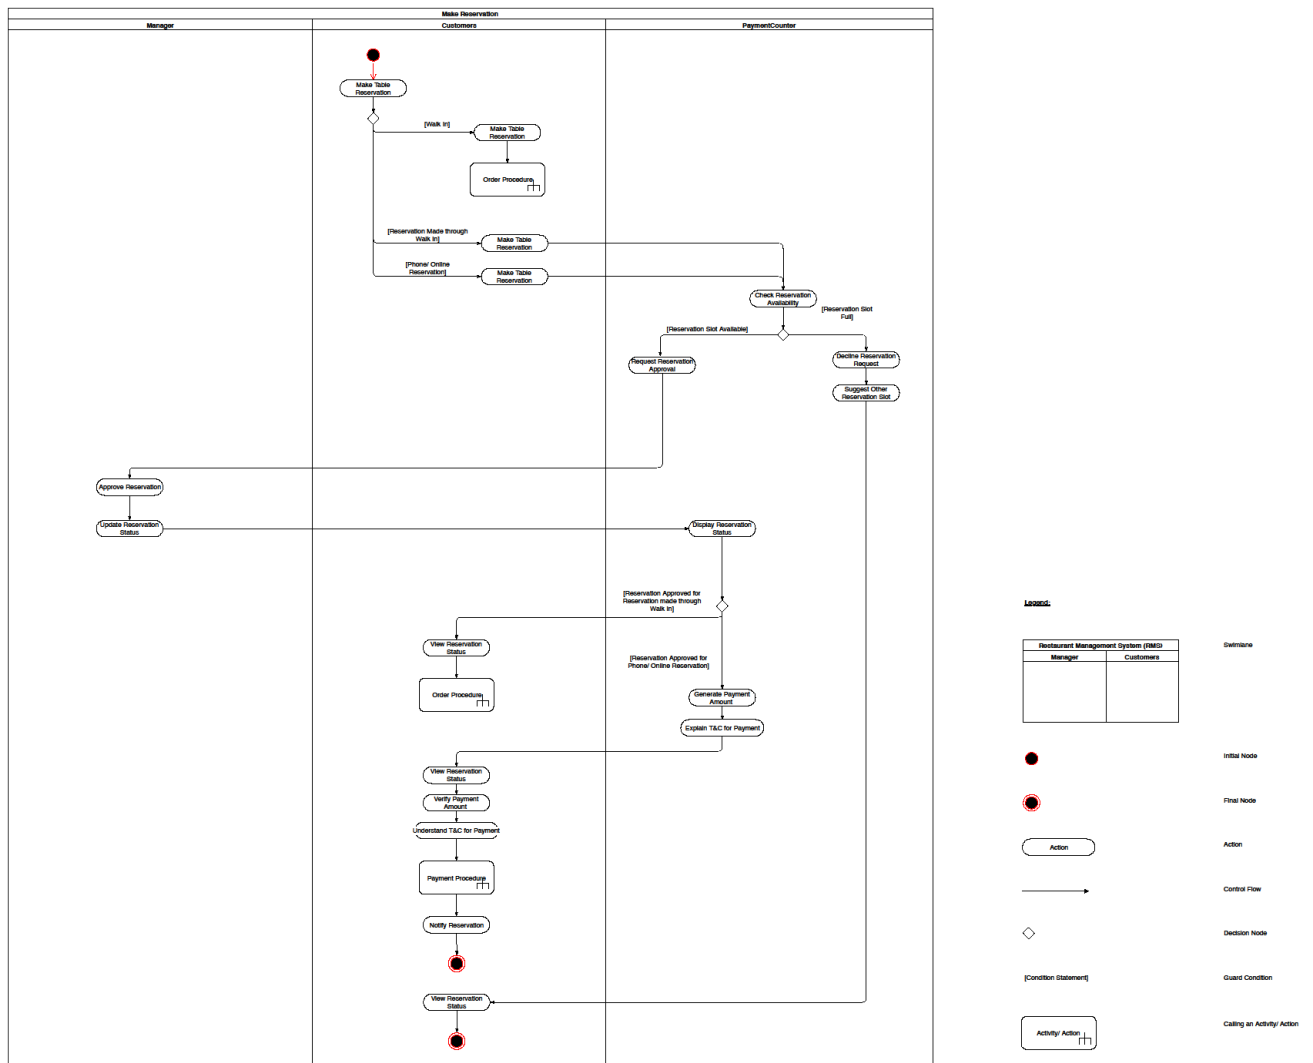 Make Reservation
Manager
Customers
PaymentCounter
Make Table
Reservation
[Walk In]
Make Table
Reservation
Order Procedure
[Reservation Made through
Walk In]
Make Table
Reservation
[Phone/ Online
Reservation]
Make Table
Reservation
Check Reservation
Availability
[Reservation Slot
Full]
[Reservation Slot Available]
Request Reservation
Approval
Decline Reservation
Request
Suggest Other
Reservation Slot
Approve Reservation
Update Reservation
Status
Display Reservation
Status
[Reservation Approved for
Reservation made through
Walk In]
View Reservation
Status
[Reservation Approved for
Phone/ Online Reservation]
Order Procedure
Generate Payment
Amount
Explain T&C for Payment
View Reservation
Status
Verify Payment
Amount
Understand T&C for Payment
Payment Procedure
Notify Reservation
View Reservation
Status
Legend:
Restaurant Management System (RMS)
Manager
Customers
Swimlane
Initial Node
Final Node
Action
Action
Control Flow
Decision Node
[Condition Statement]
Guard Condition
Activity/ Action
Calling an Activity/ Action